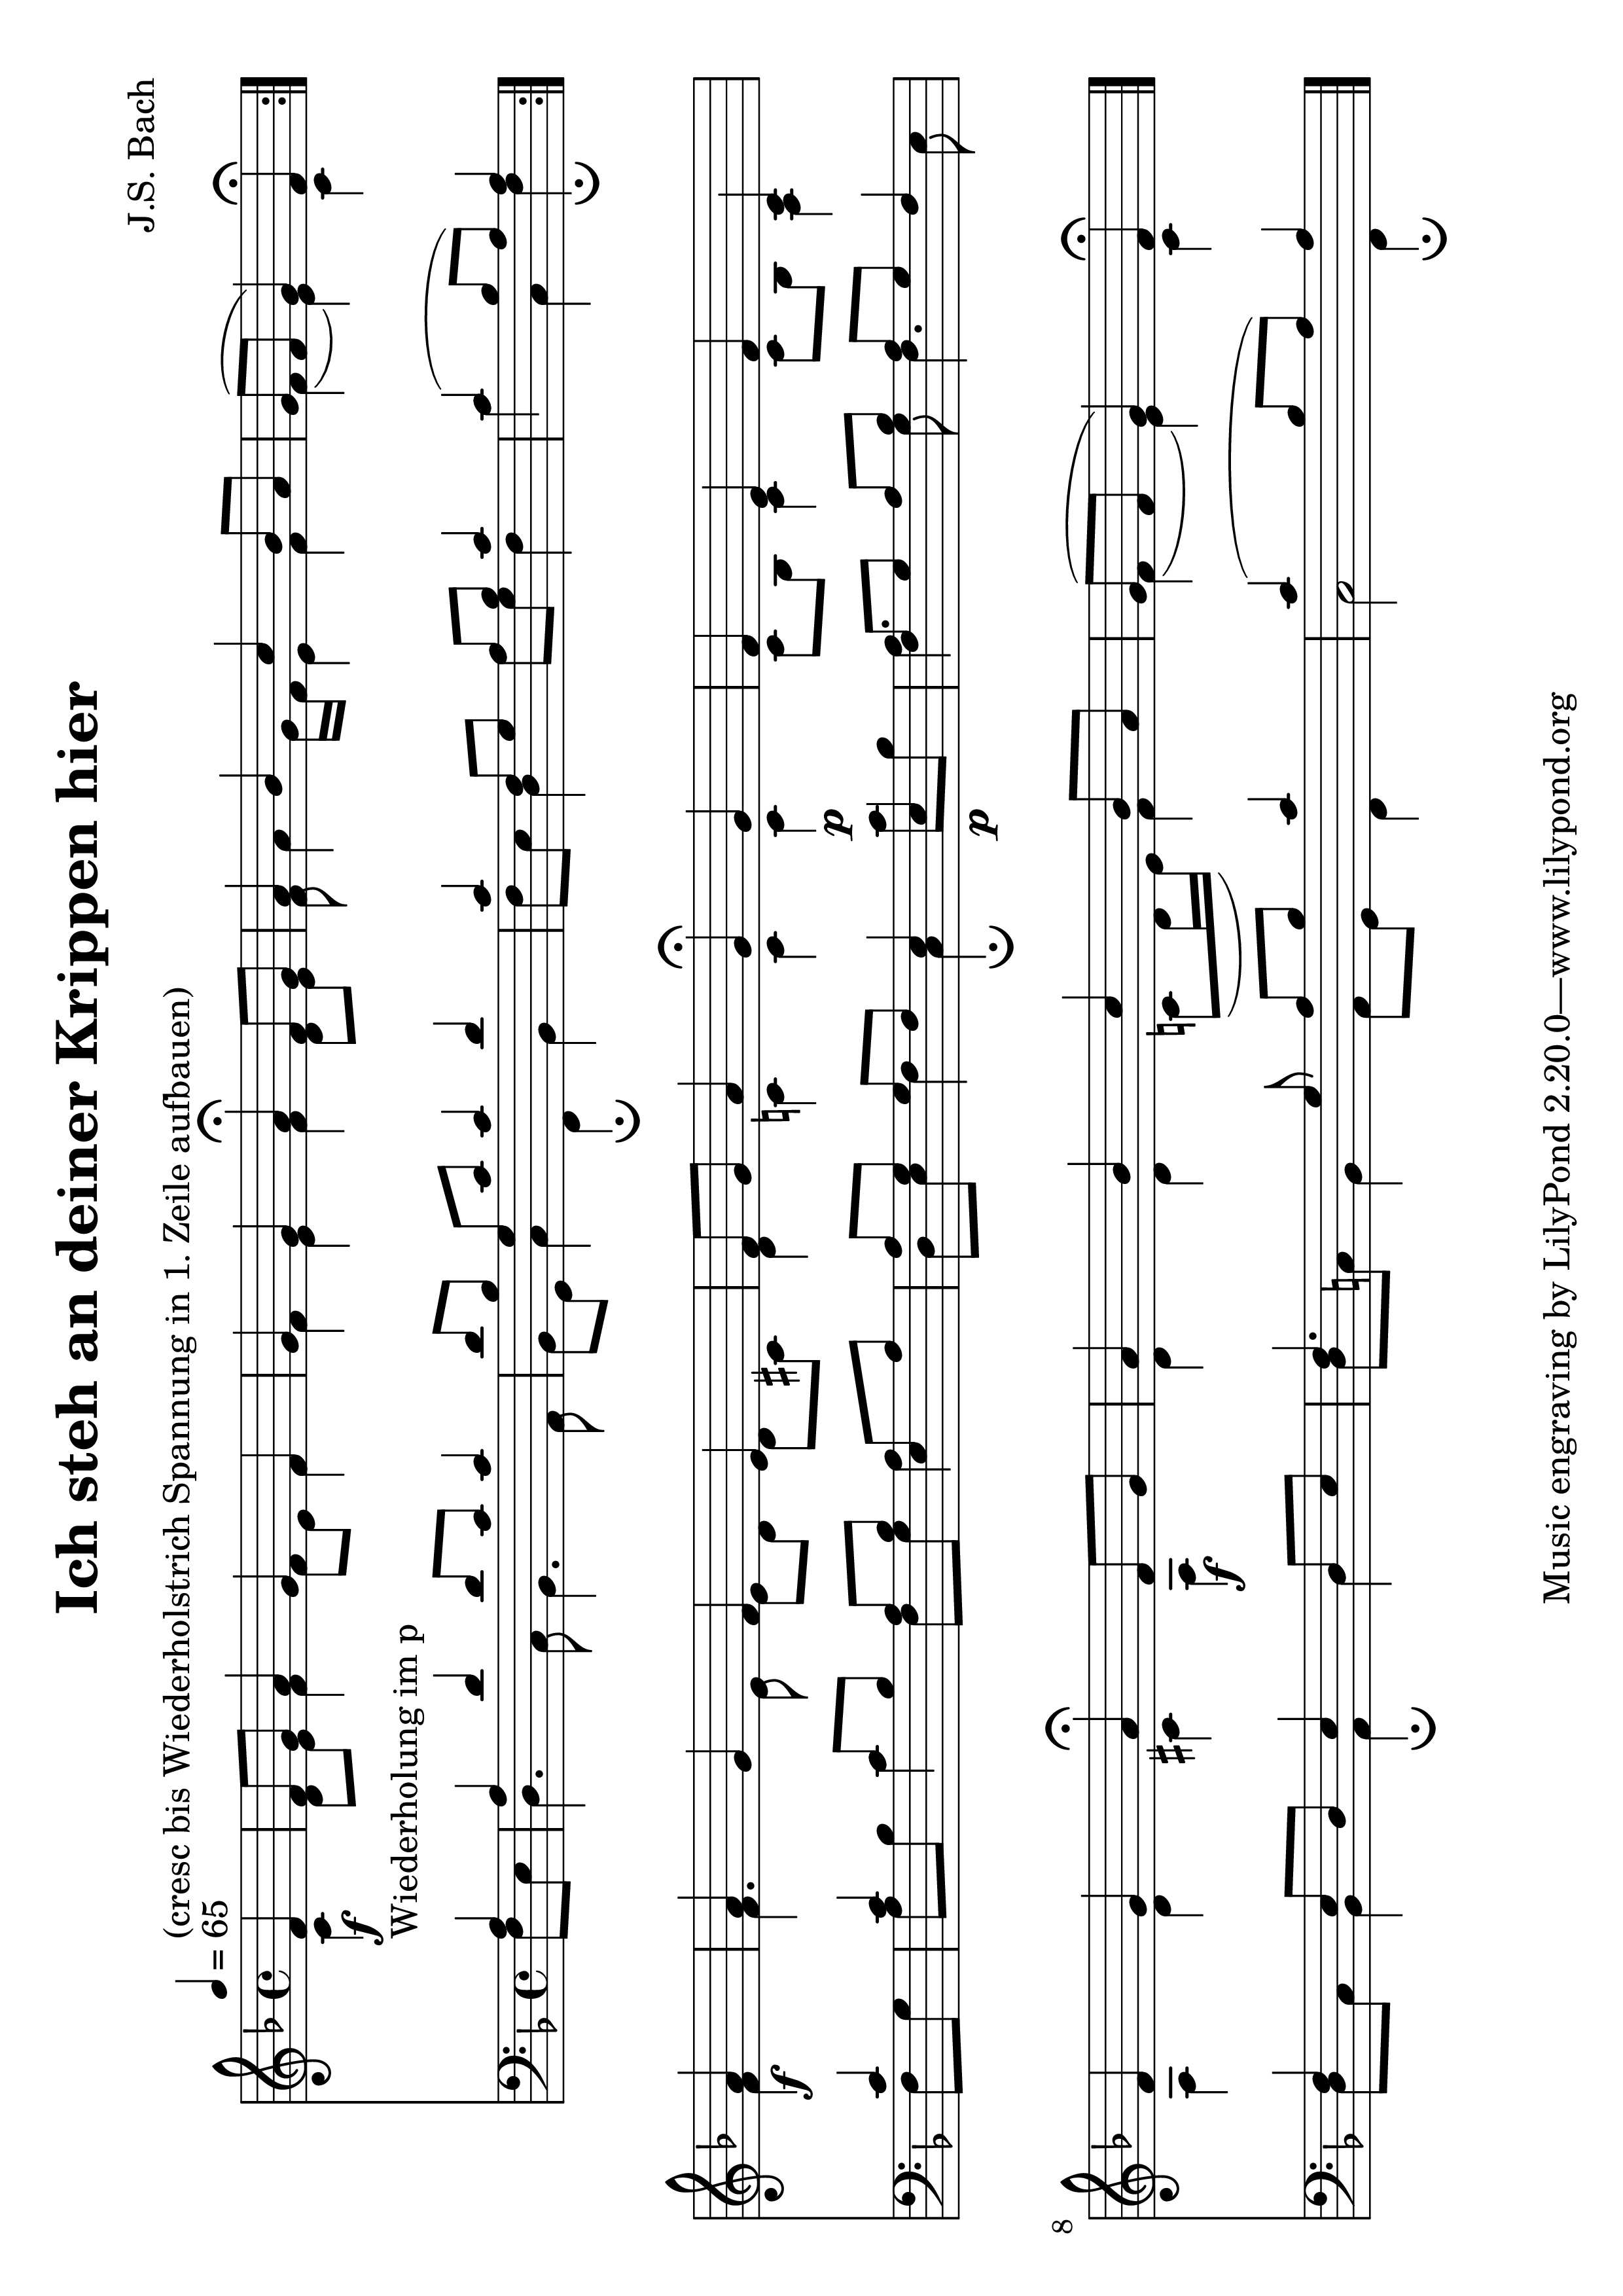 Ich steh an deiner Krippen hier
J.S. Bach
(cresc bis Wiederholstrich Spannung in 1. Zeile aufbauen)
= 65
f
Wiederholung im p
f
p
p
8
f
Music engraving by LilyPond 2.20.0—www.lilypond.org